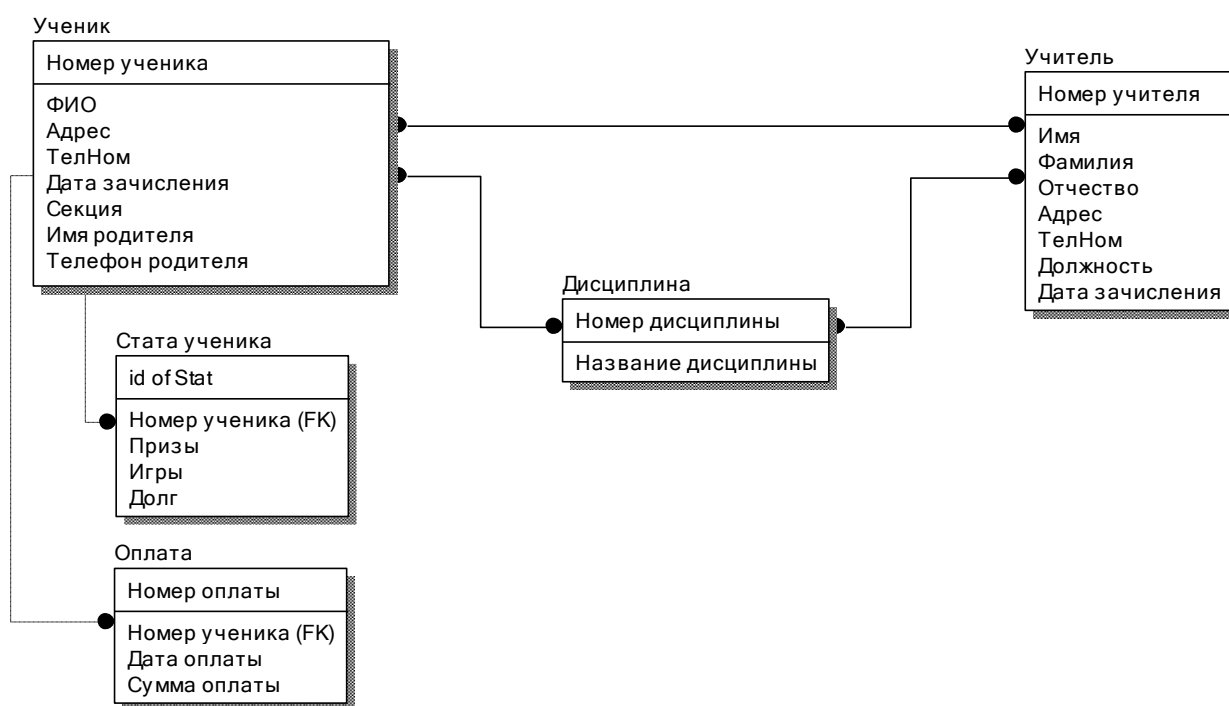 Ученик
Номер ученика
ФИО
Адрес
ТелНом
Дата зачисления
Секция
Имя родителя
Телефон родителя
Учитель
Номер учителя
Имя
Фамилия
Отчество
Адрес
ТелНом
Должность
Дата зачисления
Дисциплина
Номер дисциплины
Название дисциплины
Стата ученика
id of Stat
Номер ученика (FK)
Призы
Игры
Долг
Оплата
Номер оплаты
Номер ученика (FK)
Дата оплаты
Сумма оплаты